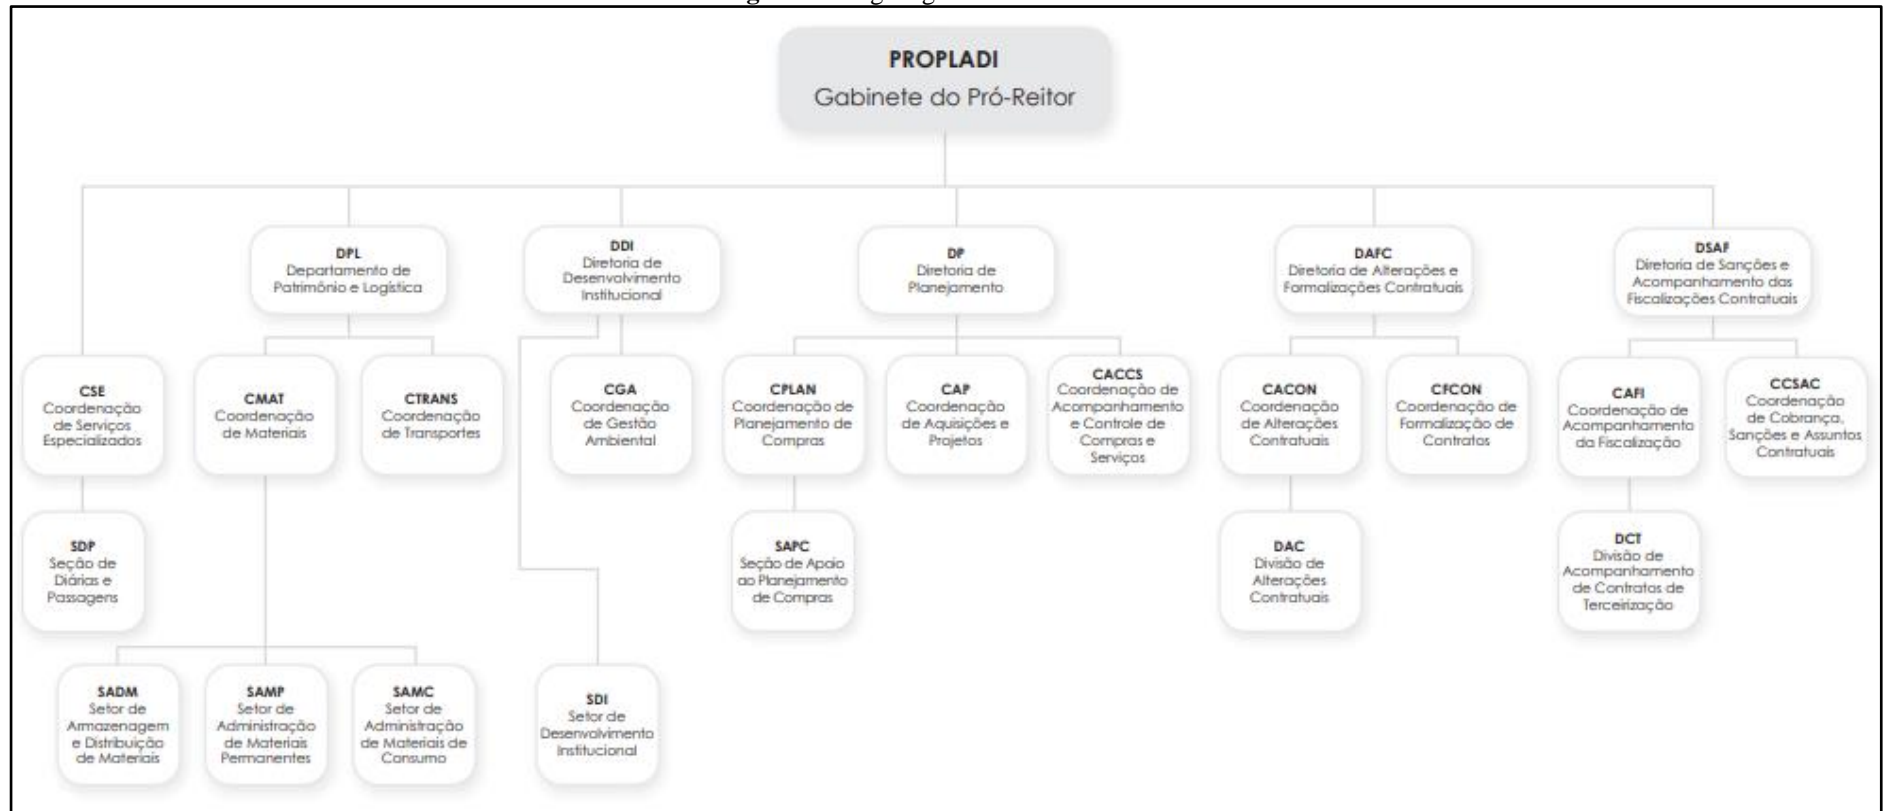 PROPLADI
Gabinete do Pró-Reitor
DPL
Departamento de
Patrimônio e Logística
DDI
Diretoria de
Desenvolvimento
Institucional
DP
Diretoria de
Planejamento
DAFC
Diretoria de Alterações e
Formalizações Contratuais
DSAF
Diretoria de Sanções e
Acompanhamento das
Fiscalizações Contratuais
CSE
Coordenação
de Serviços
Especializados
CMAT
Coordenação
de Materiais
CTRANS
Coordenação
de Transportes
CGA
Coordenação
de Gestão
Ambiental
CPLAN
Coordenação de
Planejamento de
Compras
CAP
Coordenação
de Aquisições e
Projetos
CACCS
Coordenação de
Acompanhamento
e Controle de
Compras e
Serviços
CACON
Coordenação
de Alterações
Contratuais
CFCON
Coordenação de
Formalização de
Contratos
CAFI
Coordenação de
Acompanhamento
da Fiscalização
CCSAC
Coordenação
de Cobrança,
Sanções e Assuntos
Contratuais
SDP
Seção de
Diárias e
Passagens
SAPC
Seção de Apoio
ao Planejamento
de Compras
DAC
Divisão de
Alterações
Contratuais
DCT
Divisão de
Acompanhamento
de Contratos de
Terceirização
SADM
Setor de
Armazenagem
e Distribuição
de Materiais
SAMP
Setor de
Administração
de Materiais
Permanentes
SAMC
Setor de
Administração
de Materiais de
Consumo
SDI
Setor de
Desenvolvimento
Institucional